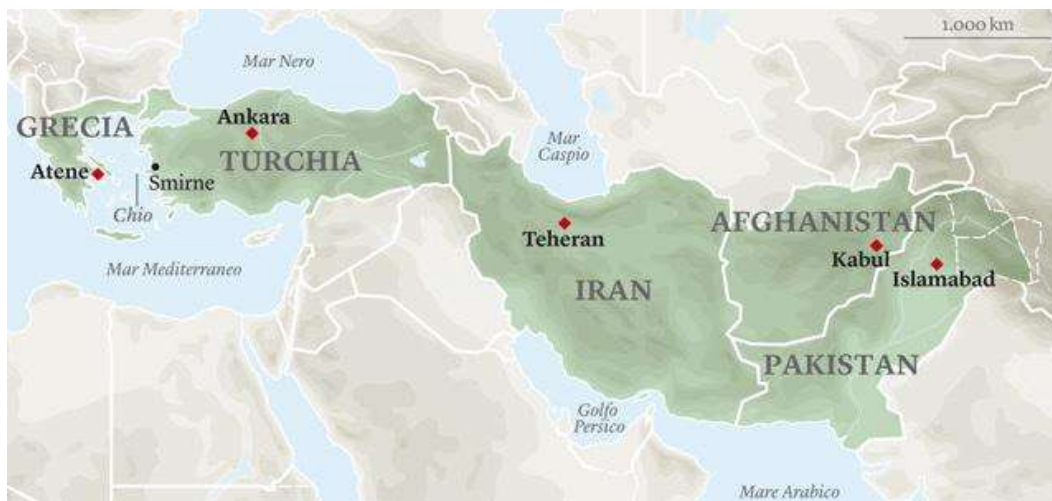 1.000 km
Mar Nero
GRECIA
Ankara
TURCHIA
Atene
Smirne
Chio
Mar
Caspio
Mar Mediterraneo
Teheran
IRAN
AFGHANISTAN
Kabul
Islamabad
PAKISTAN
Golfo
Persico
Mare Arabico